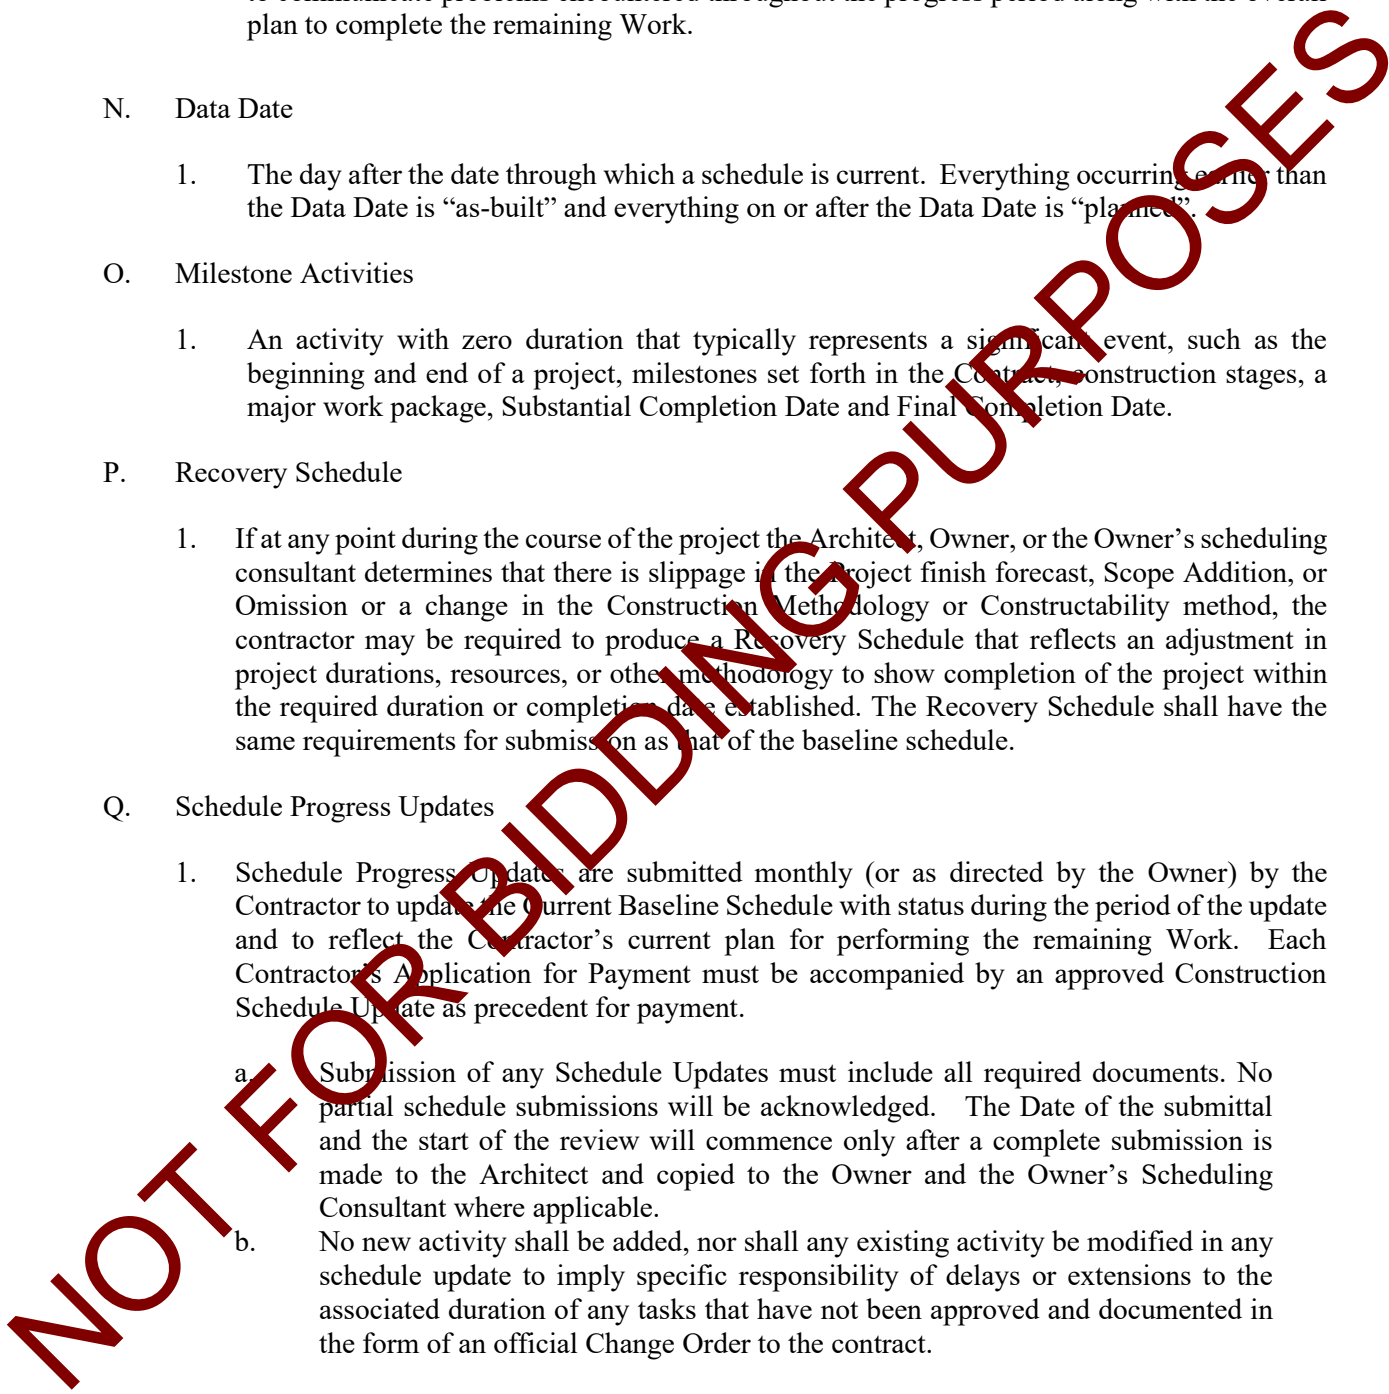 to communicate problems encountered throughout the progress period along with the overall
plan to complete the remaining Work.
N. Data Date
1. The day after the date through which a schedule is current. Everything occurring earlier than
the Data Date is “as-built” and everything on or after the Data Date is “planned”.
O. Milestone Activities
1. An activity with zero duration that typically represents a significant event, such as the
beginning and end of a project, milestones set forth in the Contract, construction stages, a
major work package, Substantial Completion Date and Final Completion Date.
P. Recovery Schedule
1. If at any point during the course of the project the Architect, Owner, or the Owner’s scheduling
consultant determines that there is slippage in the Project finish forecast, Scope Addition, or
Omission or a change in the Construction Methodology or Constructability method, the
contractor may be required to produce a Recovery Schedule that reflects an adjustment in
project durations, resources, or other methodology to show completion of the project within
the required duration or completion date established. The Recovery Schedule shall have the
same requirements for submission as that of the baseline schedule.
Q. Schedule Progress Updates
1. Schedule Progress Updates are submitted monthly (or as directed by the Owner) by the
Contractor to update the Current Baseline Schedule with status during the period of the update
and to reflect the Contractor’s current plan for performing the remaining Work. Each
Contractor’s Application for Payment must be accompanied by an approved Construction
Schedule Update as precedent for payment.
a. Submission of any Schedule Updates must include all required documents. No
partial schedule submissions will be acknowledged. The Date of the submittal
and the start of the review will commence only after a complete submission is
made to the Architect and copied to the Owner and the Owner’s Scheduling
Consultant where applicable.
b. No new activity shall be added, nor shall any existing activity be modified in any
schedule update to imply specific responsibility of delays or extensions to the
associated duration of any tasks that have not been approved and documented in
the form of an official Change Order to the contract.
NOT FOR BIDDING PURPOSES